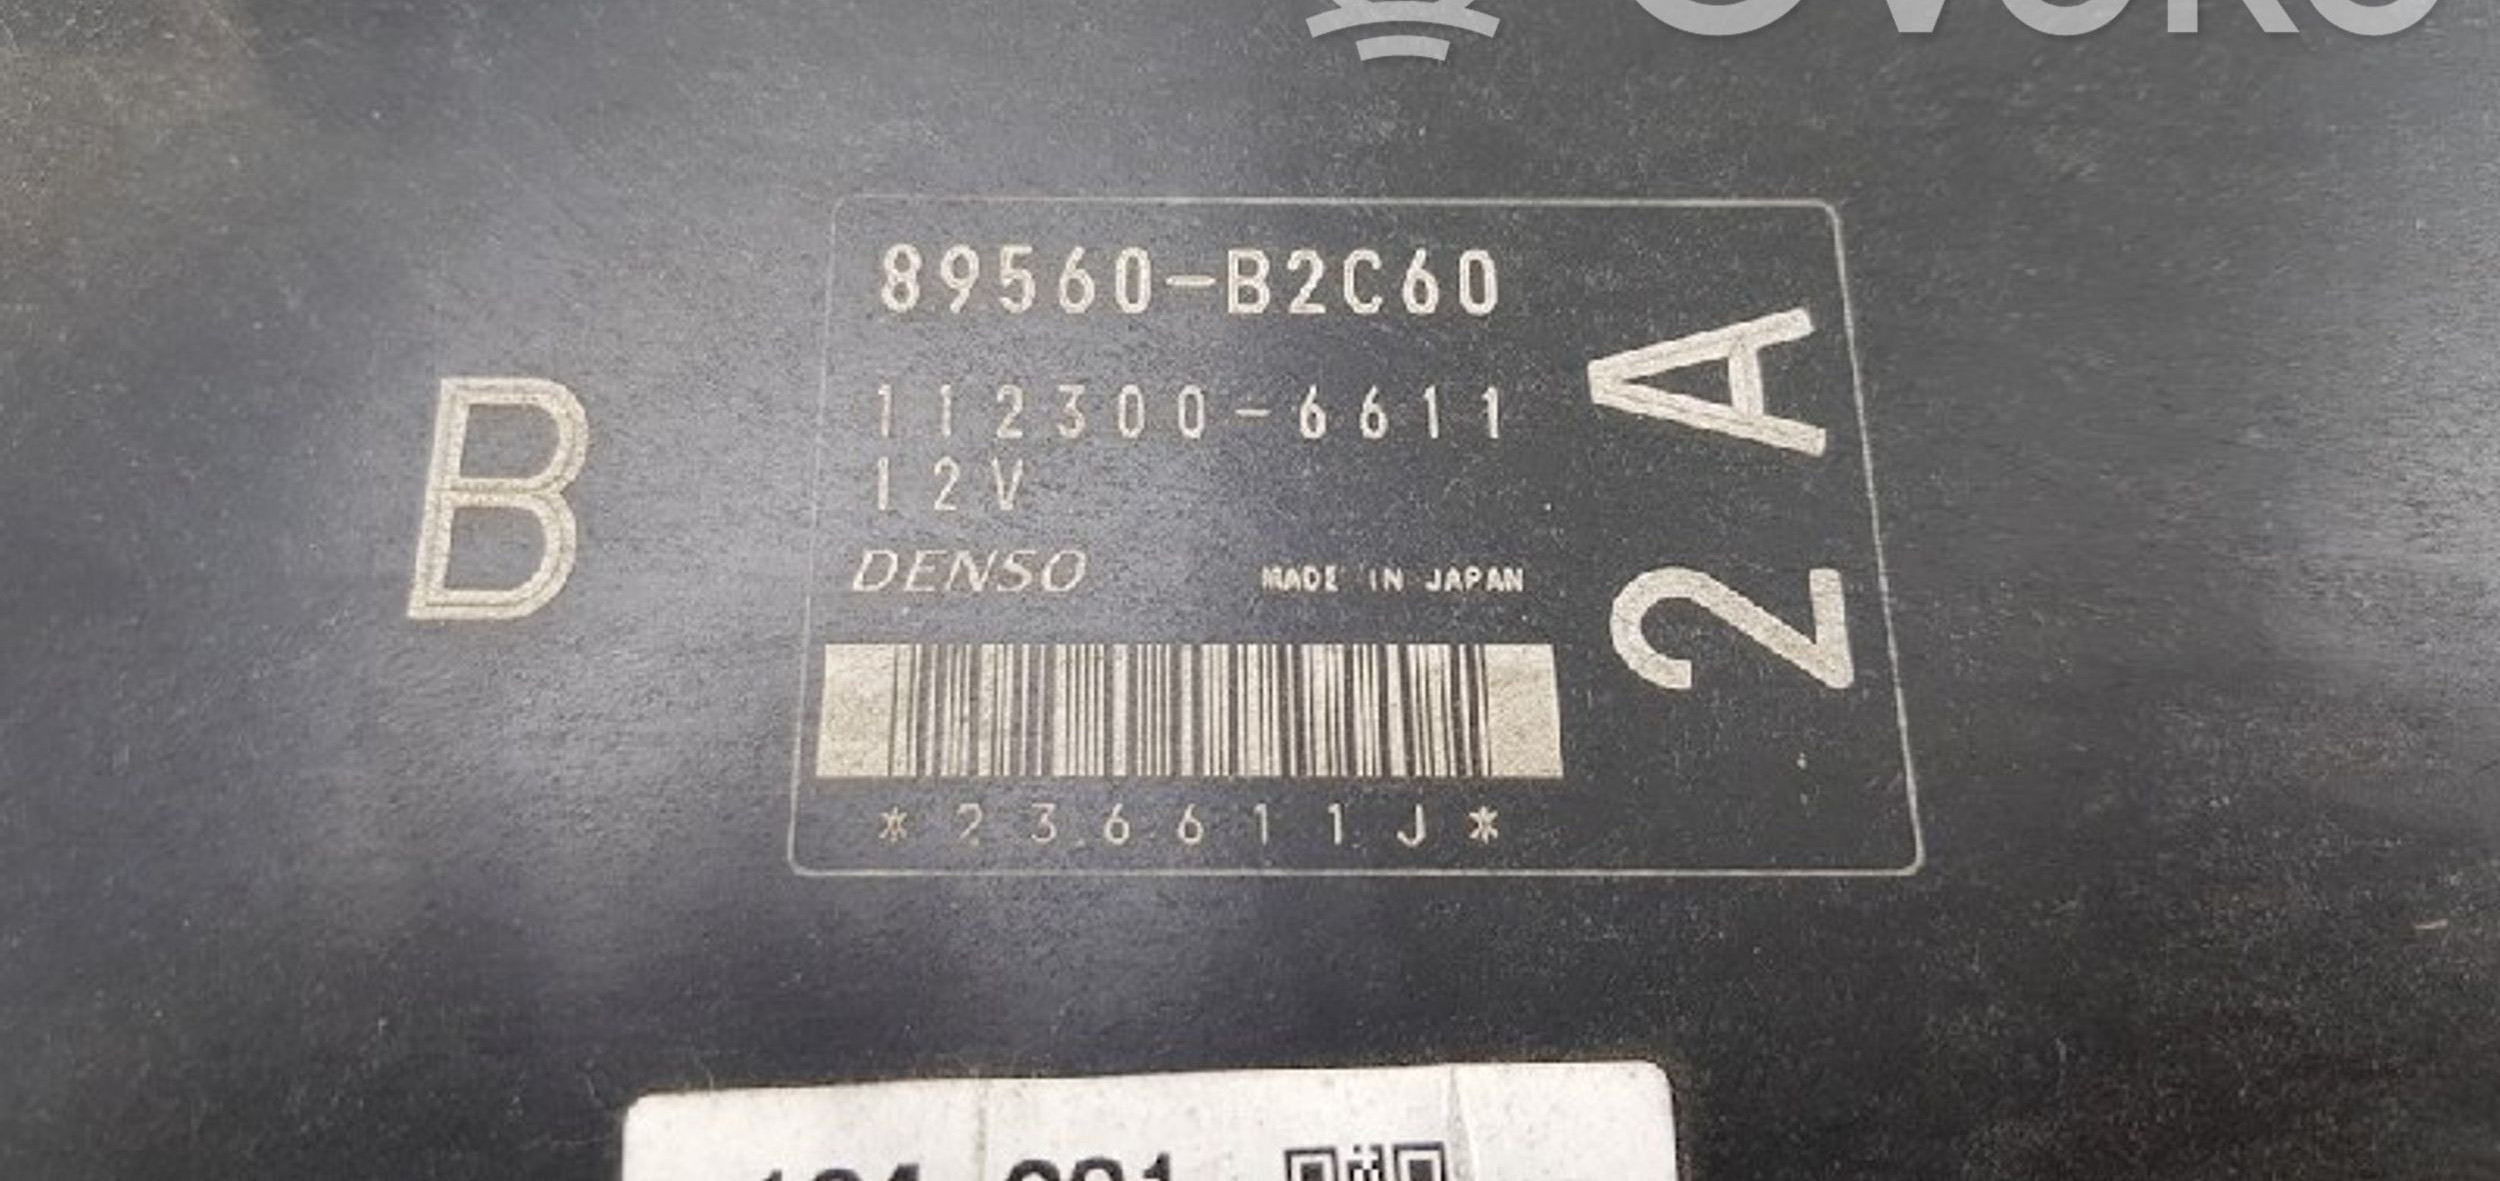 89560-B2C60
112300-6611
12V
DENSO MADE IN JAPAN
*236611J*
2A
B